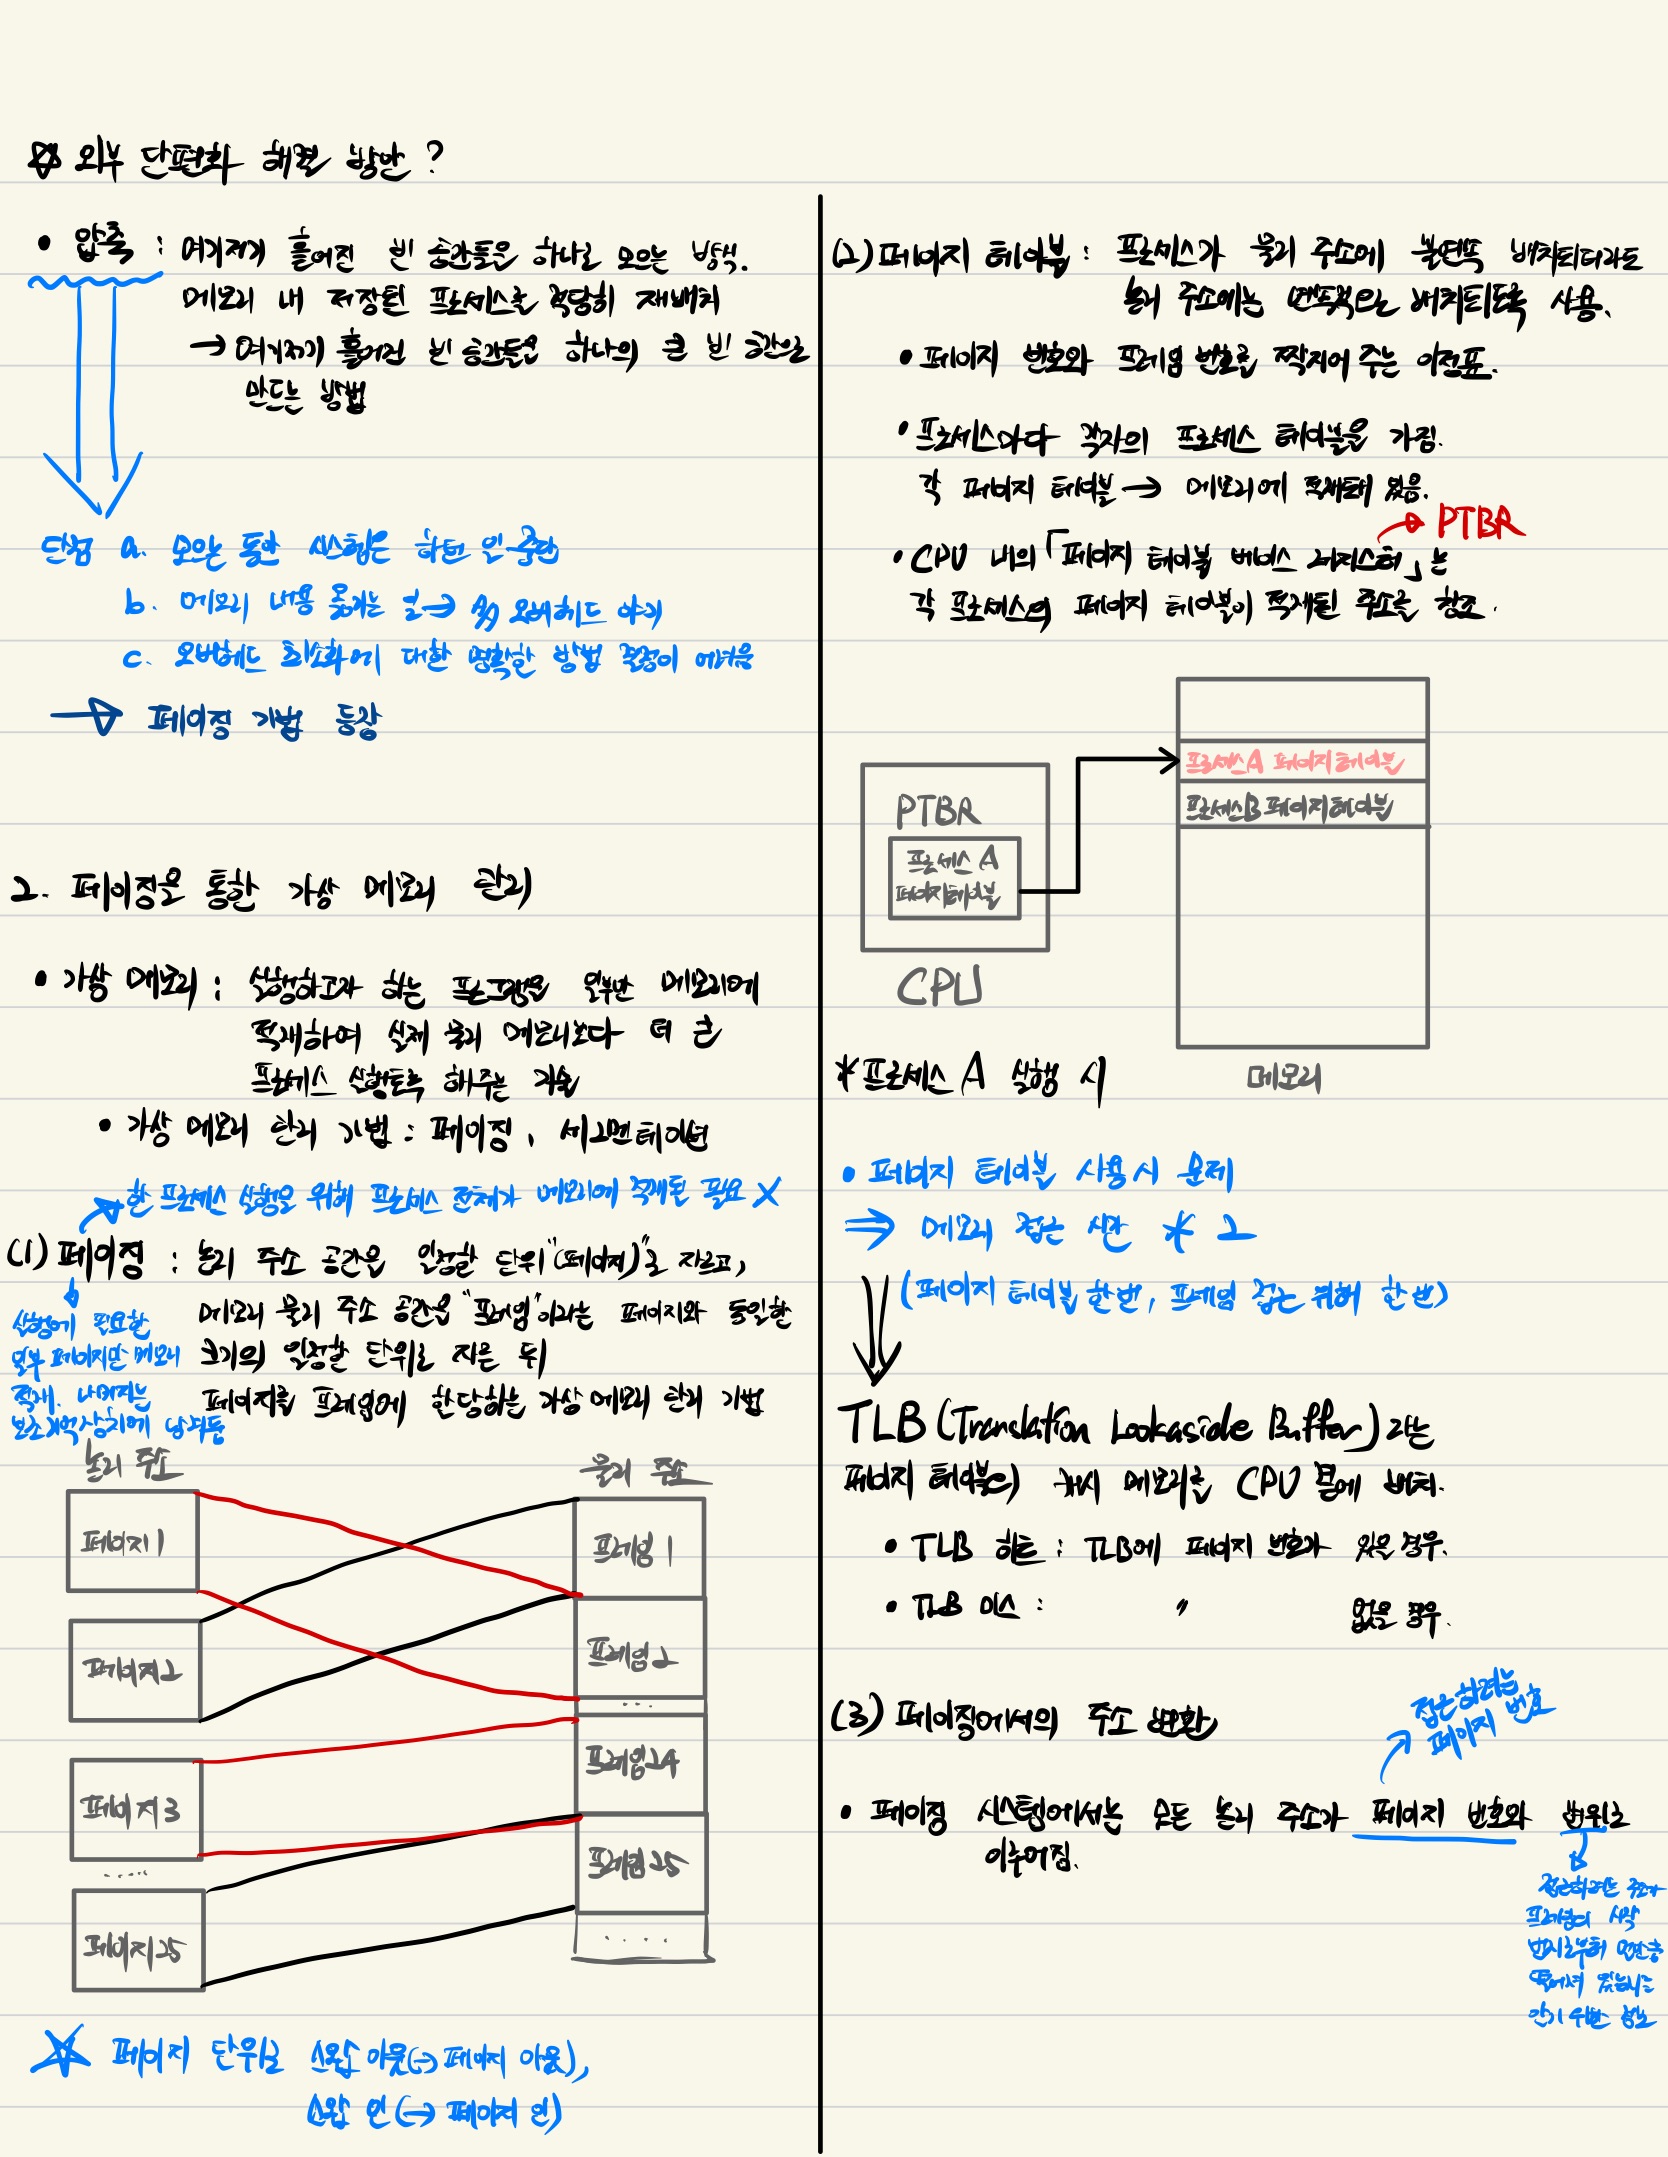 ☆ 외부 단편화 해결 방안?
• 압축 : 여기저기 흩어진 빈 공간들을 하나로 모으는 방식.
메모리 내 저장된 프로세스를 적당히 재배치
→ 여기저기 흩어진 빈 공간들을 하나의 큰 빈 공간으로
만드는 방법
단점 a. 모으는 동안 시스템은 하던 일 중단
b. 메모리 내용 옮기는 일 → 多 오버헤드 야기
c. 오버헤드 최소화에 대한 명확한 방법 결정이 어려움
→ 페이징 기법 등장
2. 페이징을 통한 가상 메모리 관리
• 가상 메모리 : 실행하고자 하는 프로그램을 일부만 메모리에
적재하여 실제 물리 메모리보다 더 큰
프로세스 실행토록 해주는 기술
• 가상 메모리 관리 기법 : 페이징, 세그멘테이션
한 프로세스 실행을 위해 프로세스 전체가 메모리에 적재될 필요 X
(1) 페이징 : 논리 주소 공간을 일정한 단위"(페이지)"로 자르고,
메모리 물리 주소 공간을 "프레임"이라는 페이지와 동일한
크기의 일정한 단위로 자른 뒤
페이지를 프레임에 할당하는 가상 메모리 관리 기법
실행에 필요한
일부 페이지만 메모리
적재. 나머지는
보조기억장치에 남겨둠
논리 주소
페이지1
페이지2
페이지3
.....
페이지25
물리 주소
프레임1
프레임2
...
프레임24
프레임25
....
☆ 페이지 단위로 스왑 아웃(→페이지 아웃),
스왑 인(→ 페이지 인)
(2) 페이지 테이블 : 프로세스가 물리 주소에 불연속 배치되더라도
논리 주소에는 연속적으로 배치되도록 사용.
• 페이지 번호와 프레임 번호를 짝지어 주는 이정표.
• 프로세스마다 각자의 프로세스 테이블을 가짐.
각 페이지 테이블 → 메모리에 적재돼 있음.
PTBR
• CPU 내의 「페이지 테이블 베이스 레지스터」는
각 프로세스의 페이지 테이블이 적재된 주소를 참조.
PTBR
프로세스 A
페이지테이블
CPU
프로세스A 페이지테이블
프로세스B 페이지테이블
메모리
*프로세스 A 실행 시
• 페이지 테이블 사용 시 문제
⇒ 메모리 접근 시간 * 2
(페이지 테이블 한 번, 프레임 접근 위해 한 번)
TLB (Translation Lookaside Buffer)라는
페이지 테이블의 캐시 메모리를 CPU 곁에 배치.
• TLB 히트 : TLB에 페이지 번호가 있을 경우.
• TLB 미스 : 〃 없을 경우.
(3) 페이징에서의 주소 변환
접근하려는
페이지 번호
• 페이징 시스템에서는 모든 논리 주소가 페이지 번호와 변위로
이루어짐.
접근하려는 주소가
프레임의 시작
번지로부터 얼만큼
떨어져 있는지는
알기 위한 정보